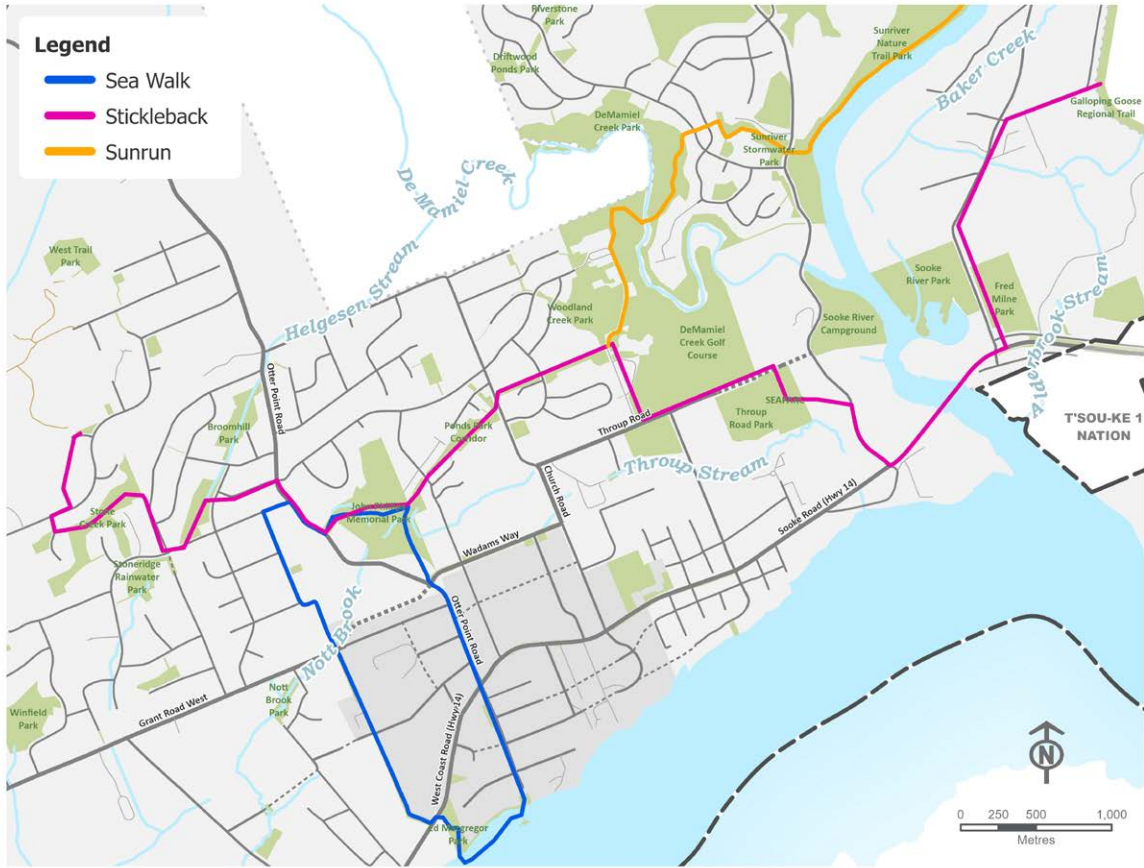 Legend
Sea Walk
Stickleback
Sunrun
Riverstone
Park
Driftwood
Ponds Park
DeMamiel
Creek Park
Sunriver
Nature
Trail Park
Baker Creek
Galloping Goose
Regional Trail
Sunriver
Stormwater
Park
De Mamiel Creek
West Trail
Park
Helgesen Stream
Woodland
Creek Park
DeMamiel
Creek Golf
Course
Sooke River
Campground
Sooke
River Park
Fred
Milne
Park
Alderbrook Stream
T'SOU-KE 1
NATION
Otter Point Road
Broomhill
Park
Ponds Park
Corridor
Throup Road
SEAPARC
Throup
Road Park
Throup Stream
Church Road
Sooke Road (Hwy 14)
Creek Park
Memorial Park
Wadams Way
Stoneridge
Rainwater
Park
Nott Brook
Otter Point Road
Nott
Brook
Park
Grant Road West
Winfield
Park
West Coast Road (Hwy 14)
Ed Macgregor
Park
N
0 250 500 1,000
Metres